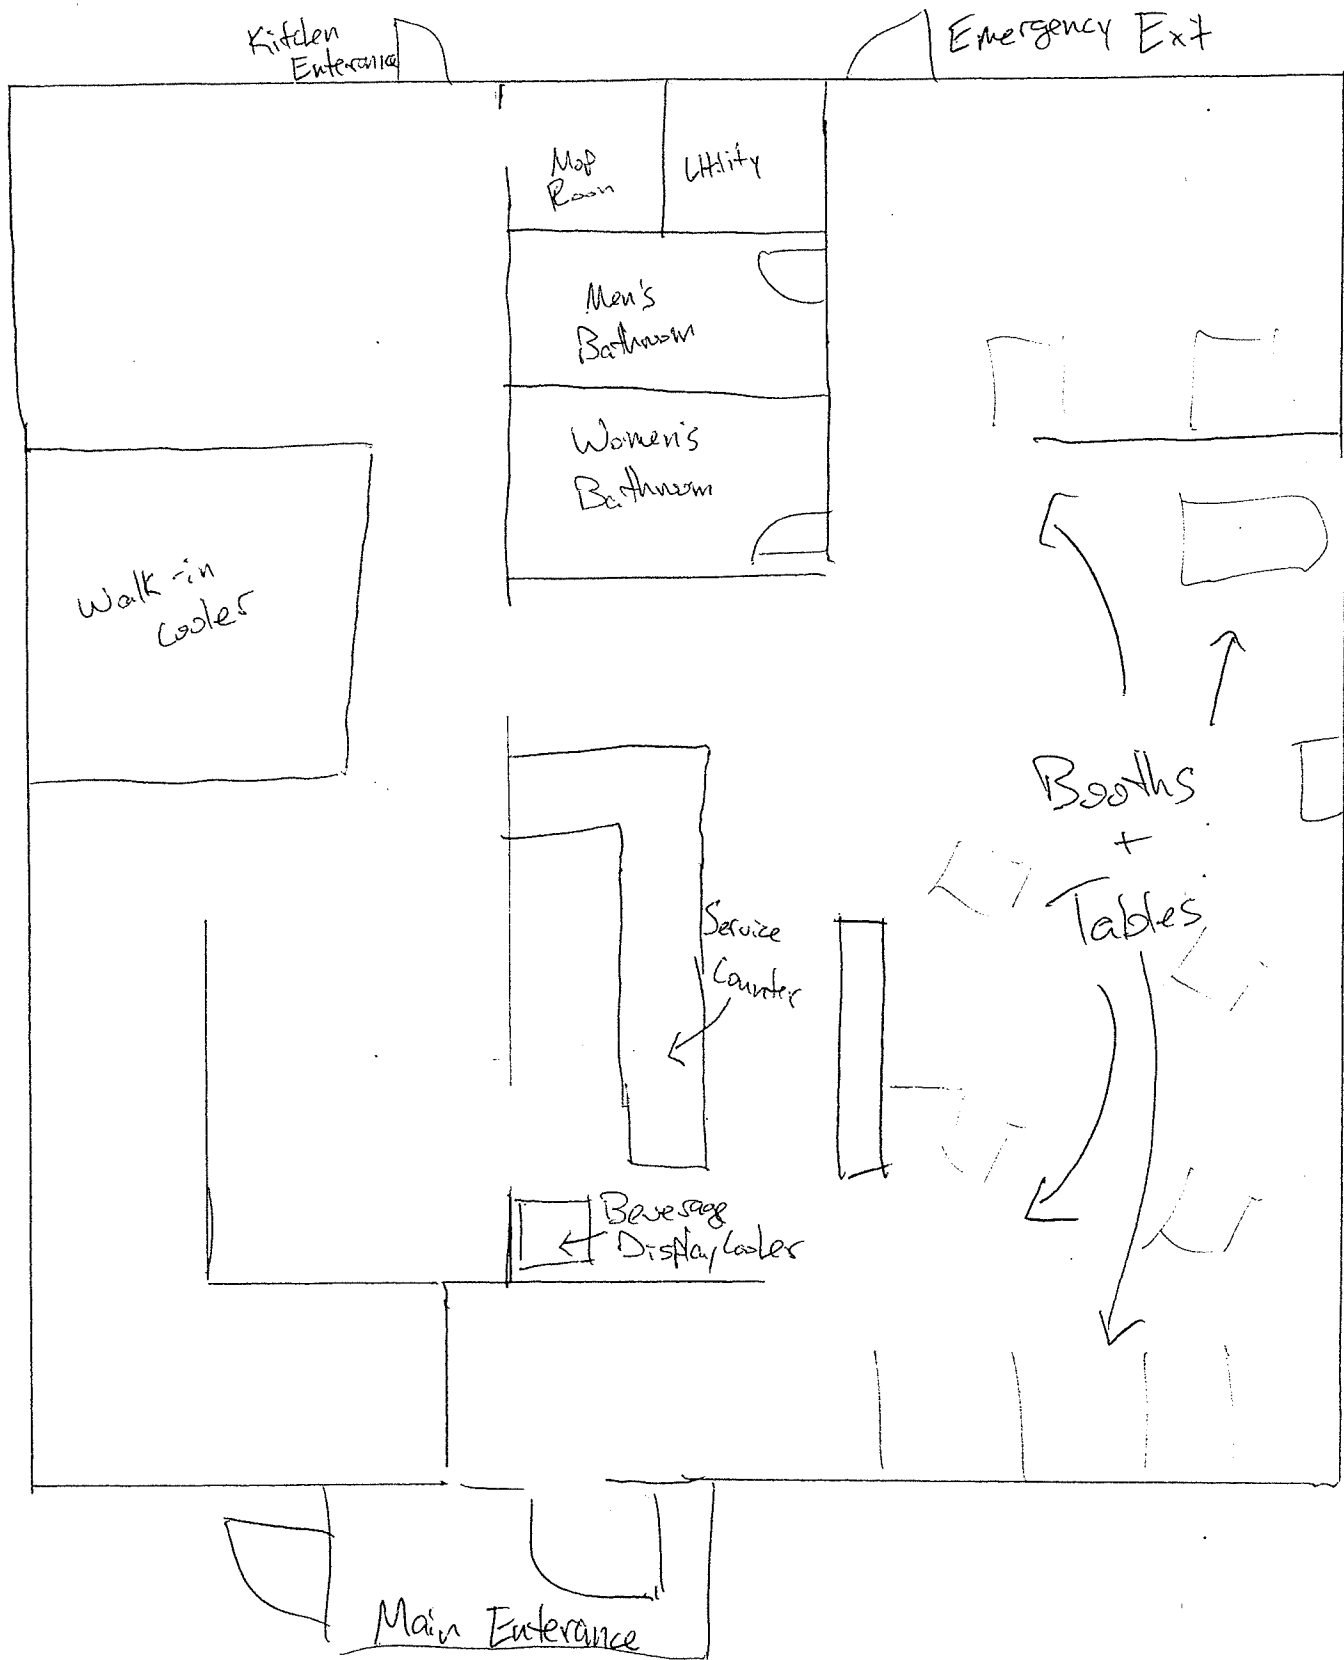 Kitchen
Enterance
Emergency Exit
Mop
Room
Utility
Men's
Bathroom
Women's
Bathroom
Walk-in
Cooler
Booths
+
Tables
Service
Counter
Beverage
Display Cooler
Main Enterance